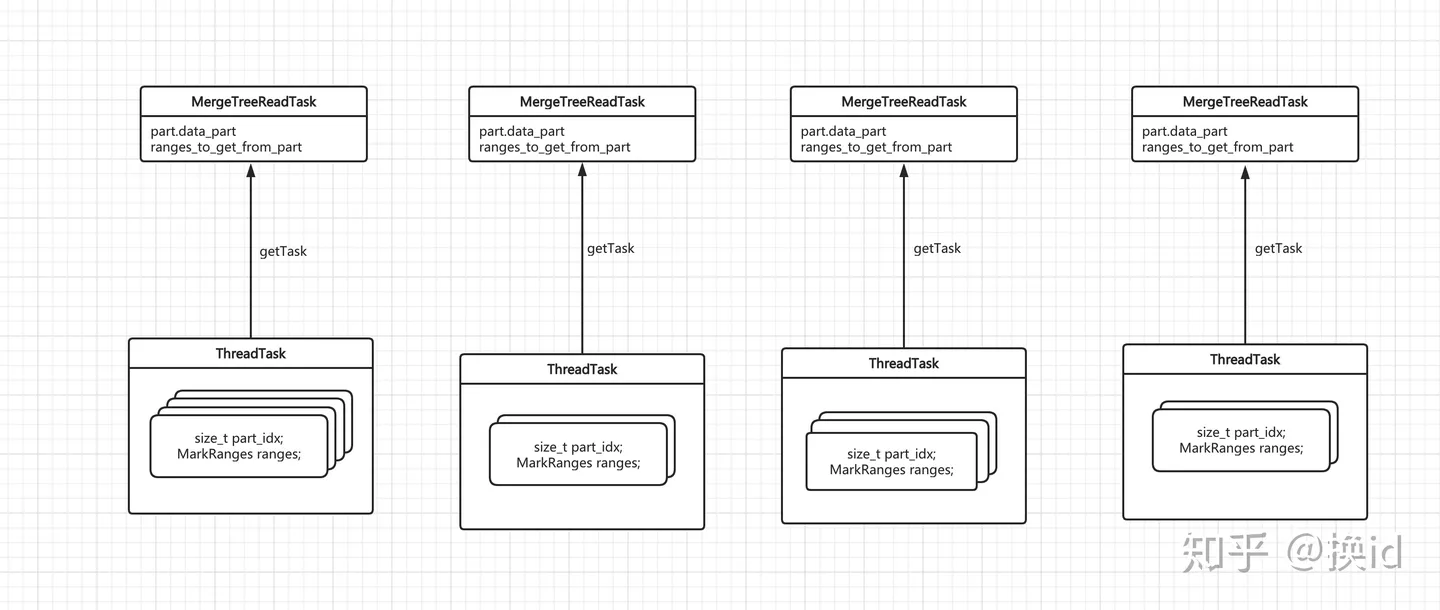 MergeTreeReadTask
part.data_part
ranges_to_get_from_part
MergeTreeReadTask
part.data_part
ranges_to_get_from_part
MergeTreeReadTask
part.data_part
ranges_to_get_from_part
MergeTreeReadTask
part.data_part
ranges_to_get_from_part
getTask
getTask
getTask
getTask
ThreadTask
size_t part_idx;
MarkRanges ranges;
ThreadTask
size_t part_idx;
MarkRanges ranges;
ThreadTask
size_t part_idx;
MarkRanges ranges;
ThreadTask
size_t part_idx;
MarkRanges ranges;
知乎 @换id